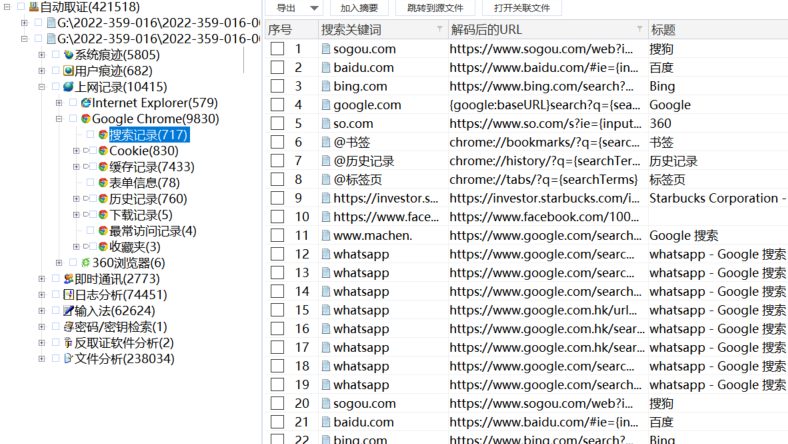 自动取证(421518)
G:\2022-359-016\2022-359-016-0
G:\2022-359-016\2022-359-016-0
系统痕迹(5805)
用户痕迹(682)
上网记录(10415)
Internet Explorer(579)
Google Chrome(9830)
搜索记录(717)
Cookie(830)
缓存记录(7433)
表单信息(78)
历史记录(760)
下载记录(5)
最常访问记录(4)
收藏夹(3)
360浏览器(6)
即时通讯(2773)
日志分析(74451)
输入法(62624)
密码/密钥检索(1)
反取证软件分析(2)
文件分析(238034)
导出 加入摘要 跳转到源文件 打开关联文件
序号 搜索关键词 解码后的URL 标题
1 sogou.com https://www.sogou.com/web?i... 搜狗
2 baidu.com https://www.baidu.com/#ie={in... 百度
3 bing.com https://www.bing.com/search?... Bing
4 google.com {google:baseURL}search?q={sea... Google
5 so.com https://www.so.com/s?ie={input... 360
6 @书签 chrome://bookmarks/?q={searc... 书签
7 @历史记录 chrome://history/?q={searchTer... 历史记录
8 @标签页 chrome://tabs/?q={searchTerms} 标签页
9 https://investor.s... https://investor.starbucks.com/i... Starbucks Corporation -
10 https://www.face... https://www.facebook.com/100...
11 www.machen. https://www.google.com/search... Google 搜索
12 whatsapp https://www.google.com/searc... whatsapp - Google 搜索
13 whatsapp https://www.google.com/searc... whatsapp - Google 搜索
14 whatsapp https://www.google.com/search... whatsapp - Google 搜索
15 whatsapp https://www.google.com.hk/url... whatsapp - Google 搜索
16 whatsapp https://www.google.com.hk/sear... whatsapp - Google 搜索
17 whatsapp https://www.google.com.hk/sear... whatsapp - Google 搜索
18 whatsapp https://www.google.com/searc... whatsapp - Google 搜索
19 whatsapp https://www.google.com/search... whatsapp - Google 搜索
20 sogou.com https://www.sogou.com/web?i... 搜狗
21 baidu.com https://www.baidu.com/#ie={in... 百度
22 bing.com https://www.bing.com/search?... Bing